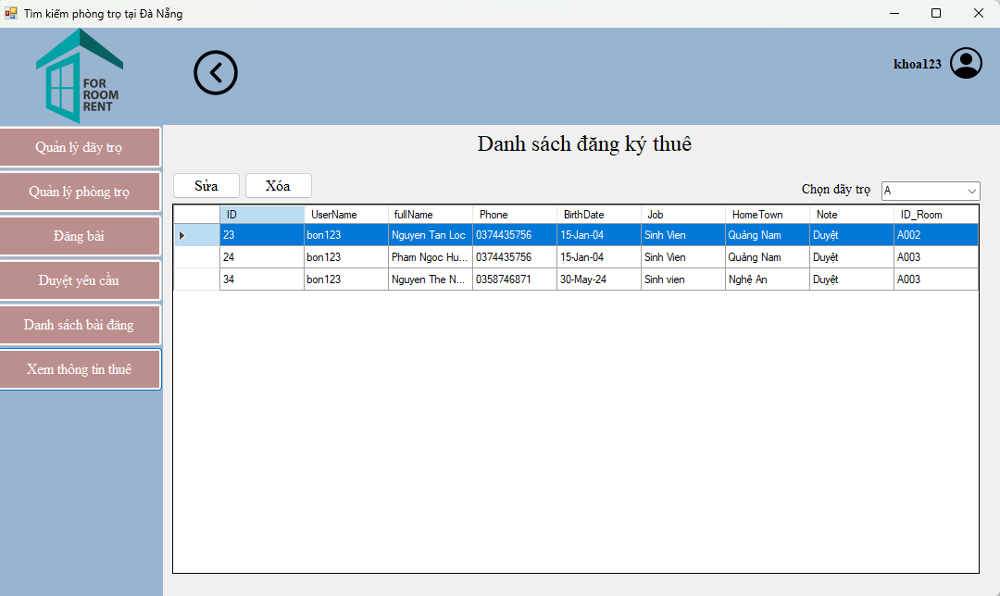 Tìm kiếm phòng trọ tại Đà Nẵng
FOR
ROOM
RENT
khoa123
Quản lý dãy trọ
Quản lý phòng trọ
Đăng bài
Duyệt yêu cầu
Danh sách bài đăng
Xem thông tin thuê
Danh sách đăng ký thuê
Sửa Xóa Chọn dãy trọ A
ID UserName fullName Phone BirthDate Job HomeTown Note ID_Room
23 bon123 Nguyen Tan Loc 0374435756 15-Jan-04 Sinh Vien Quảng Nam Duyệt A002
24 bon123 Pham Ngoc Hu... 0374435756 15-Jan-04 Sinh Vien Quảng Nam Duyệt A003
34 bon123 Nguyen The N... 0358746871 30-May-24 Sinh vien Nghệ An Duyệt A003